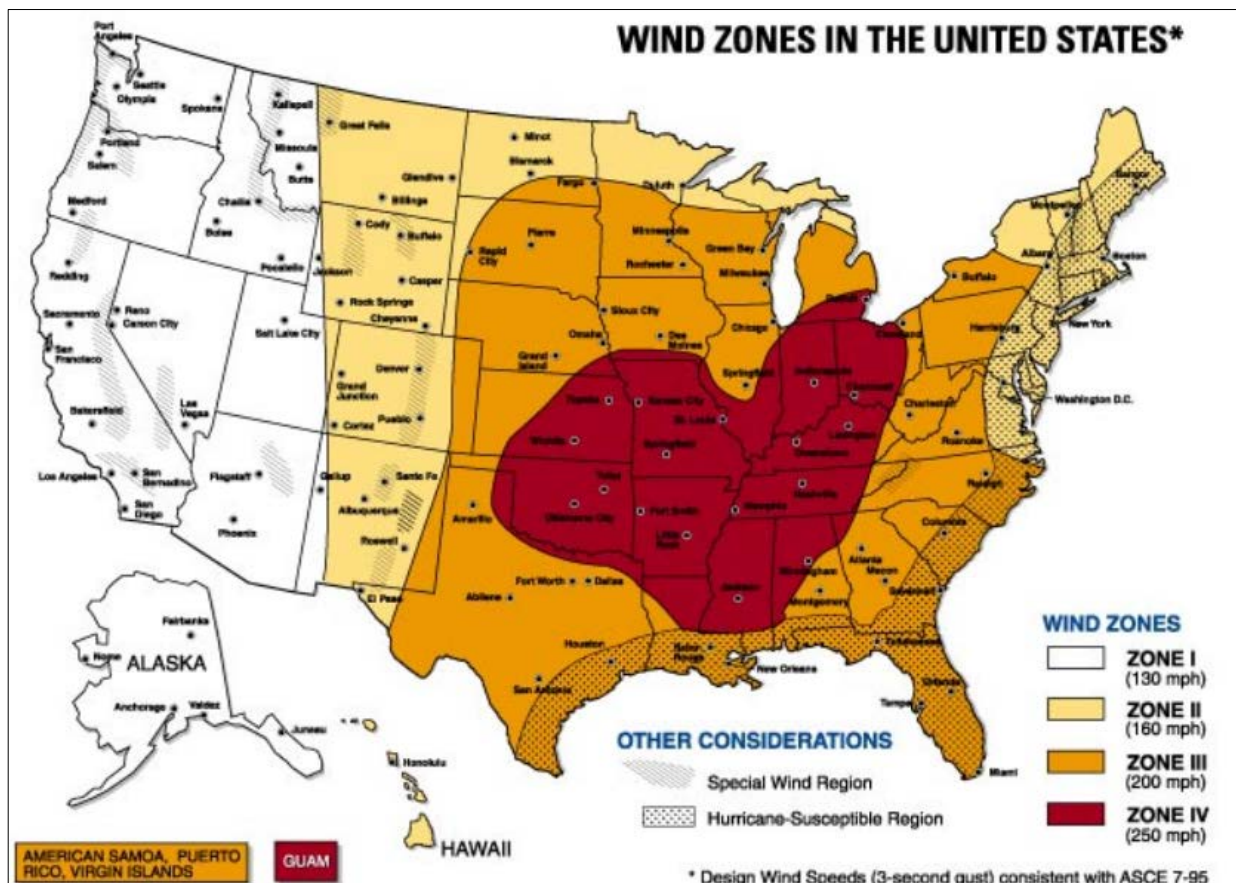 WIND ZONES IN THE UNITED STATES*
Port
Angeles
Seattle
Olympia
Spokane
Portland
Salem
Medford
Redding
Sacramento
San
Francisco
Reno
Carson City
Bakersfield
Las
Vegas
Los Angeles
San
Bernadino
San
Diego
Kalispell
Missoula
Butte
Challis
Boise
Pocatello
Jackson
Salt Lake City
Flagstaff
Phoenix
Great Falls
Glendive
Billings
Cody
Buffalo
Casper
Rock Springs
Cheyenne
Denver
Grand
Junction
Pueblo
Cortez
Gallup
Santa Fe
Albuquerque
Roswell
El Paso
Minot
Bismarck
Fargo
Duluth
Pierre
Rapid
City
Minneapolis
Rochester
Green Bay
Milwaukee
Sioux City
Omaha
Des
Moines
Chicago
Grand
Island
Springfield
Detroit
Cleveland
Buffalo
Harrisburg
Montpelier
Bangor
Albany
Boston
New York
Washington D.C.
Topeka
Kansas City
St. Louis
Wichita
Springfield
Indianapolis
Cincinnati
Lexington
Charleston
Roanoke
Raleigh
Tulsa
Oklahoma City
Fort Smith
Little
Rock
Memphis
Nashville
Amarillo
Fort Worth
Dallas
Abilene
Jackson
Birmingham
Montgomery
Atlanta
Macon
Columbia
Savannah
Houston
San Antonio
Baton
Rouge
New Orleans
Tallahassee
Orlando
Tampa
Miami
Fairbanks
Nome
ALASKA
Anchorage
Valdez
Juneau
Honolulu
HAWAII
WIND ZONES
ZONE I
(130 mph)
ZONE II
(160 mph)
ZONE III
(200 mph)
ZONE IV
(250 mph)
OTHER CONSIDERATIONS
Special Wind Region
Hurricane-Susceptible Region
AMERICAN SAMOA, PUERTO
RICO, VIRGIN ISLANDS
GUAM
* Design Wind Speeds (3-second gust) consistent with ASCE 7-95